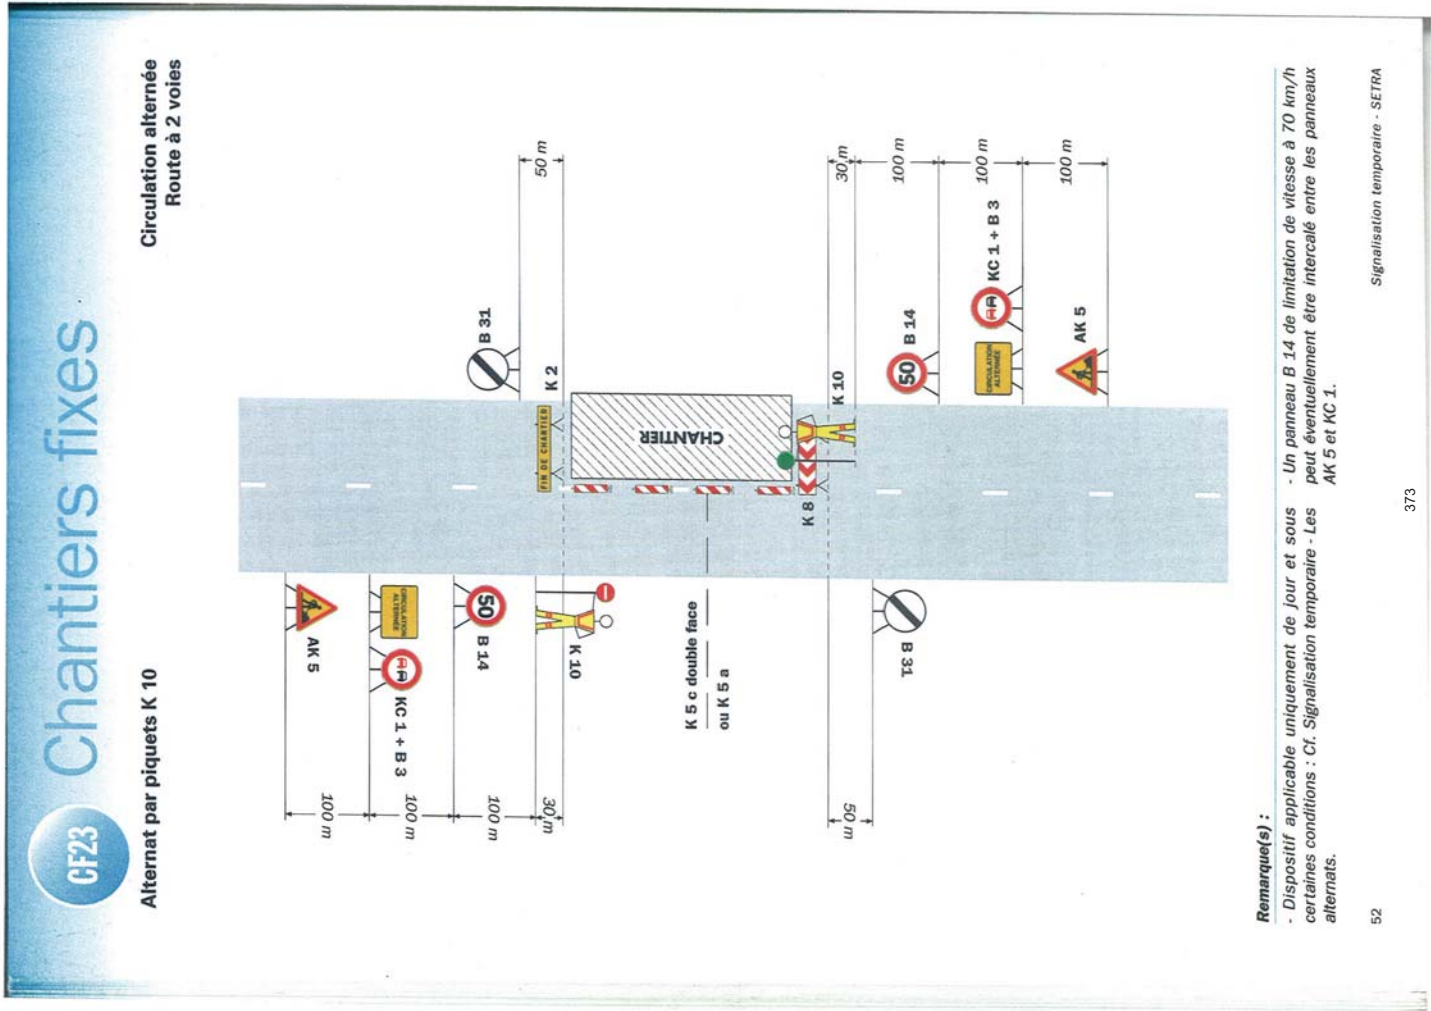 CF23 Chantiers fixes
Alternat par piquets K 10
Circulation alternée
Route à 2 voies
AK 5
CIRCULATION
ALTERNÉE
KC 1 + B 3
50
B 14
K 10
100 m
100 m
100 m
30 m
B 31
50 m
FIN DE CHANTIER
K 2
CHANTIER
K 5 c double face
ou K 5 a
K 8
K 10
50 m
B 31
30 m
100 m
100 m
100 m
50
B 14
CIRCULATION
ALTERNÉE
KC 1 + B 3
AK 5
Remarque(s) :
- Dispositif applicable uniquement de jour et sous
certaines conditions : Cf. Signalisation temporaire - Les
alternats.
- Un panneau B 14 de limitation de vitesse à 70 km/h
peut éventuellement être intercalé entre les panneaux
AK 5 et KC 1.
52
Signalisation temporaire - SETRA
373